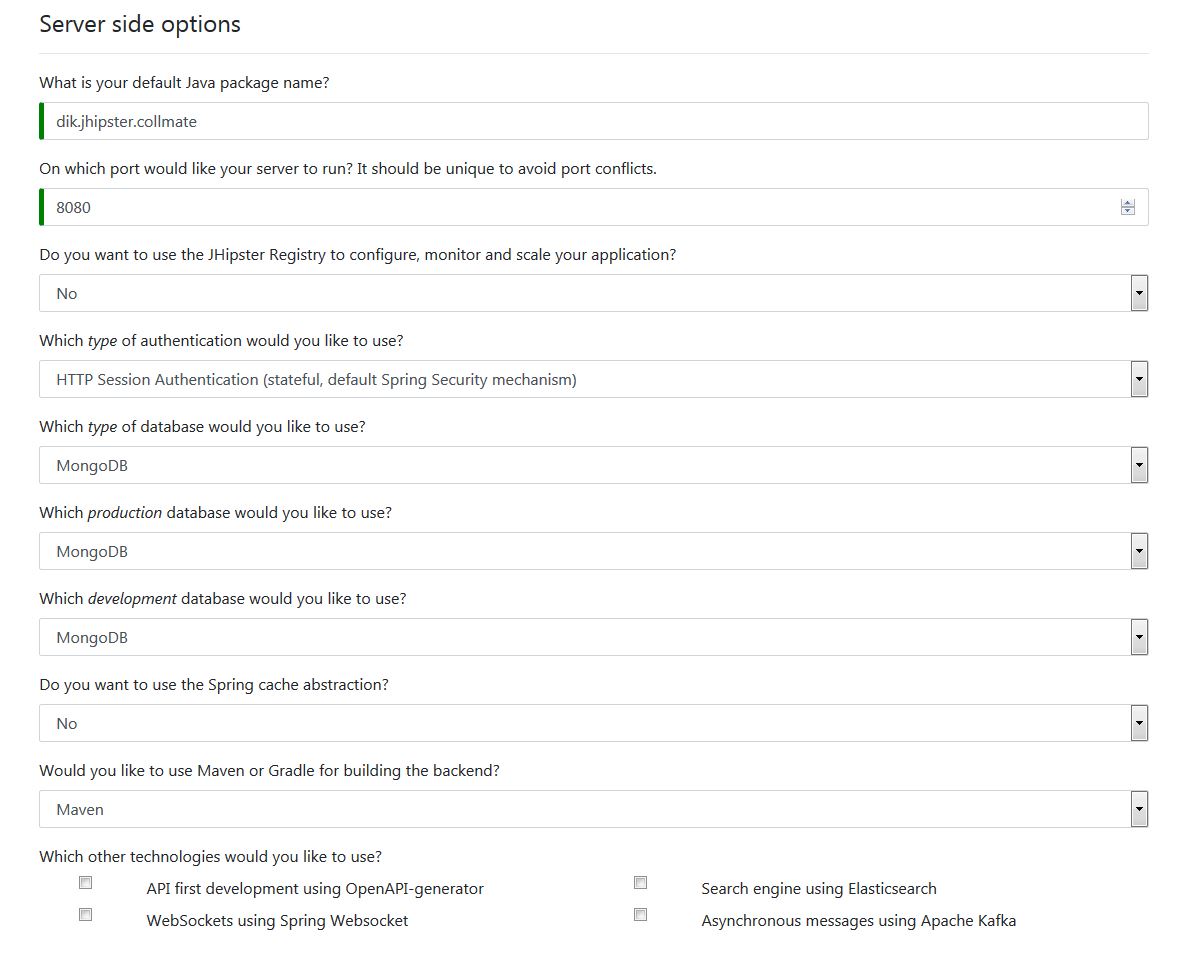 Server side options
What is your default Java package name?
dik.jhipster.collmate
On which port would like your server to run? It should be unique to avoid port conflicts.
8080
Do you want to use the JHipster Registry to configure, monitor and scale your application?
No
Which type of authentication would you like to use?
HTTP Session Authentication (stateful, default Spring Security mechanism)
Which type of database would you like to use?
MongoDB
Which production database would you like to use?
MongoDB
Which development database would you like to use?
MongoDB
Do you want to use the Spring cache abstraction?
No
Would you like to use Maven or Gradle for building the backend?
Maven
Which other technologies would you like to use?
API first development using OpenAPI-generator
Search engine using Elasticsearch
WebSockets using Spring Websocket
Asynchronous messages using Apache Kafka